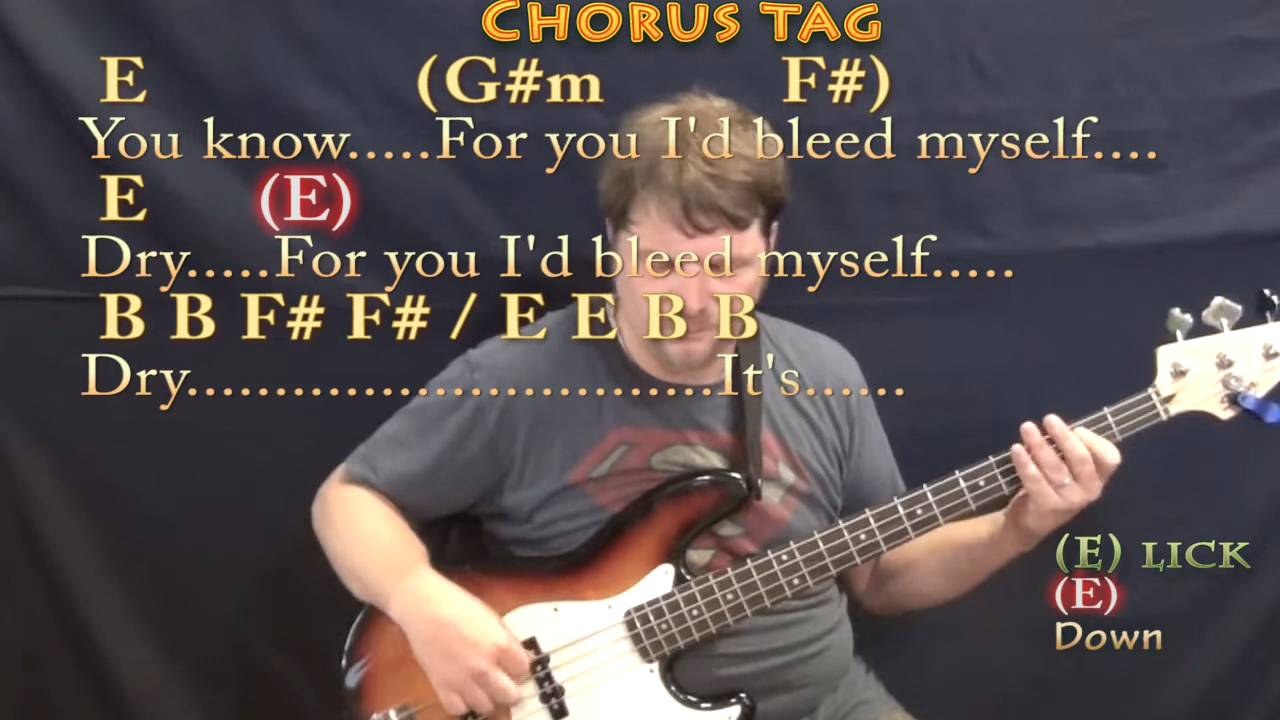 CHORUS TAG
E (G#m F#)
You know.....For you I'd bleed myself....
E (E)
Dry.....For you I'd bleed myself.....
B B F# F# / E E B B
Dry...............................It's......
(E) LICK
(E)
Down